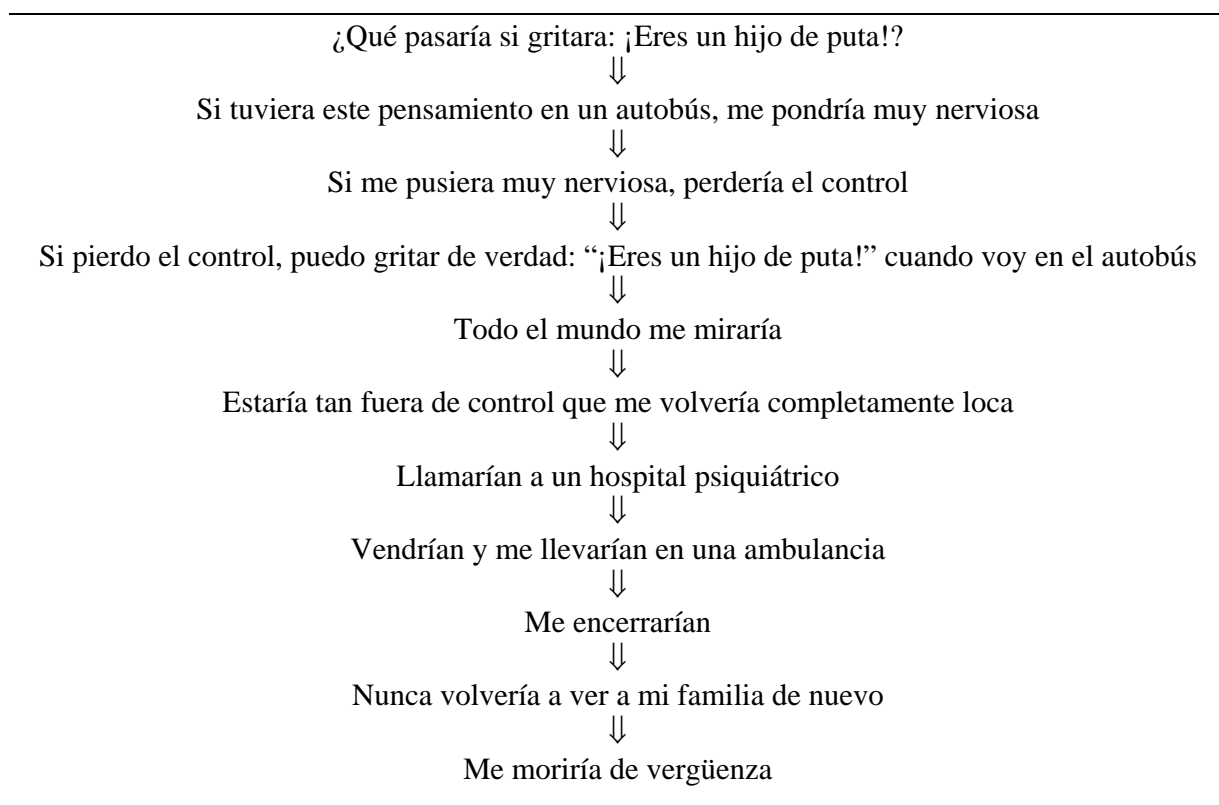 ¿Qué pasaría si gritara: ¡Eres un hijo de puta!?
⇓
Si tuviera este pensamiento en un autobús, me pondría muy nerviosa
⇓
Si me pusiera muy nerviosa, perdería el control
⇓
Si pierdo el control, puedo gritar de verdad: “¡Eres un hijo de puta!” cuando voy en el autobús
⇓
Todo el mundo me miraría
⇓
Estaría tan fuera de control que me volvería completamente loca
⇓
Llamarían a un hospital psiquiátrico
⇓
Vendrían y me llevarían en una ambulancia
⇓
Me encerrarían
⇓
Nunca volvería a ver a mi familia de nuevo
⇓
Me moriría de vergüenza